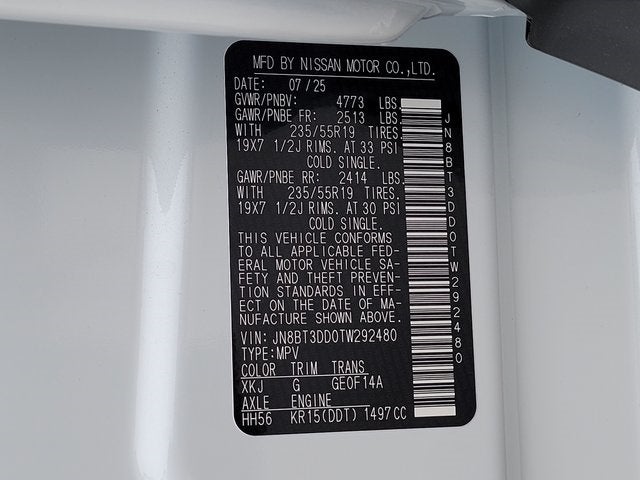 MFD BY NISSAN MOTOR CO.,LTD.
DATE: 07/25
GVWR/PNBV: 4773 LBS.
GAWR/PNBE FR: 2513 LBS.
WITH 235/55R19 TIRES.
19X7 1/2J RIMS. AT 33 PSI
COLD SINGLE.
GAWR/PNBE RR: 2414 LBS.
WITH 235/55R19 TIRES.
19X7 1/2J RIMS. AT 30 PSI
COLD SINGLE.
THIS VEHICLE CONFORMS
TO ALL APPLICABLE FED-
ERAL MOTOR VEHICLE SA-
FETY AND THEFT PREVEN-
TION STANDARDS IN EFF-
ECT ON THE DATE OF MA-
NUFACTURE SHOWN ABOVE.
VIN: JN8BT3DD0TW292480
TYPE:MPV
COLOR TRIM TRANS
XKJ G GE0F14A
AXLE ENGINE
HH56 KR15(DDT) 1497CC
JN8BT3DD0TW292480